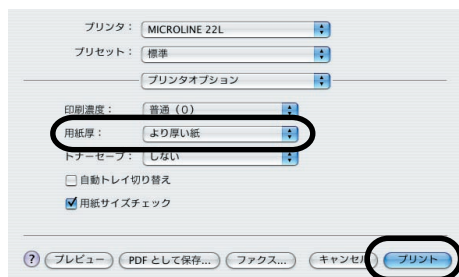 プリンタ： MICROLINE 22L
プリセット： 標準
プリンタオプション
印刷濃度： 普通（0）
用紙厚： より厚い紙
トナーセーブ： しない
自動トレイ切り替え
用紙サイズチェック
? プレビュー PDF として保存... ファクス... キャンセル プリント